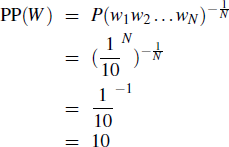 PP(W) = P(w₁w₂…w_N)^{-1/N}
= (1/10^N)^{-1/N}
= 1/10^{-1}
= 10